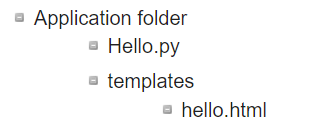 Application folder
Hello.py
templates
hello.html